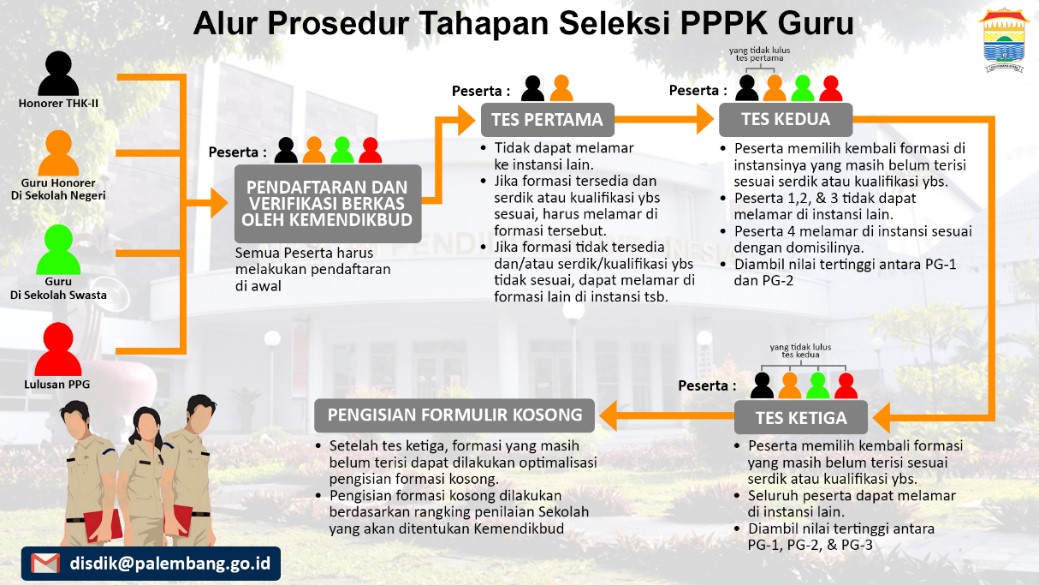 Alur Prosedur Tahapan Seleksi PPPK Guru
Honorer THK-II
Guru Honorer
Di Sekolah Negeri
Guru
Di Sekolah Swasta
Lulusan PPG
Peserta :
PENDAFTARAN DAN
VERIFIKASI BERKAS
OLEH KEMENDIKBUD
Semua Peserta harus
melakukan pendaftaran
di awal
Peserta :
TES PERTAMA
• Tidak dapat melamar
ke instansi lain.
• Jika formasi tersedia dan
serdik atau kualifikasi ybs
sesuai, harus melamar di
formasi tersebut.
• Jika formasi tidak tersedia
dan/atau serdik/kualifikasi ybs
tidak sesuai, dapat melamar di
formasi lain di instansi tsb.
yang tidak lulus
tes pertama
Peserta :
TES KEDUA
• Peserta memilih kembali formasi di
instansinya yang masih belum terisi
sesuai serdik atau kualifikasi ybs.
• Peserta 1,2, & 3 tidak dapat
melamar di instansi lain.
• Peserta 4 melamar di instansi sesuai
dengan domisilinya.
• Diambil nilai tertinggi antara PG-1
dan PG-2
yang tidak lulus
tes kedua
Peserta :
TES KETIGA
• Peserta memilih kembali formasi
yang masih belum terisi sesuai
serdik atau kualifikasi ybs.
• Seluruh peserta dapat melamar
di instansi lain.
• Diambil nilai tertinggi antara
PG-1, PG-2, & PG-3
PENGISIAN FORMULIR KOSONG
• Setelah tes ketiga, formasi yang masih
belum terisi dapat dilakukan optimalisasi
pengisian formasi kosong.
• Pengisian formasi kosong dilakukan
berdasarkan rangking penilaian Sekolah
yang akan ditentukan Kemendikbud
disdik@palembang.go.id